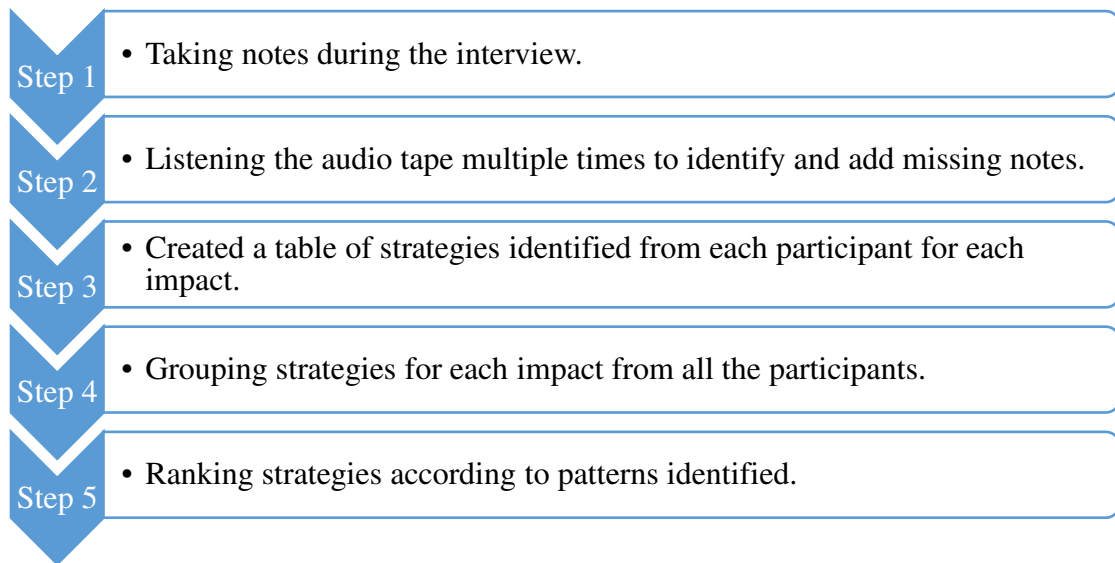 Step 1
• Taking notes during the interview.
Step 2
• Listening the audio tape multiple times to identify and add missing notes.
Step 3
• Created a table of strategies identified from each participant for each
impact.
Step 4
• Grouping strategies for each impact from all the participants.
Step 5
• Ranking strategies according to patterns identified.